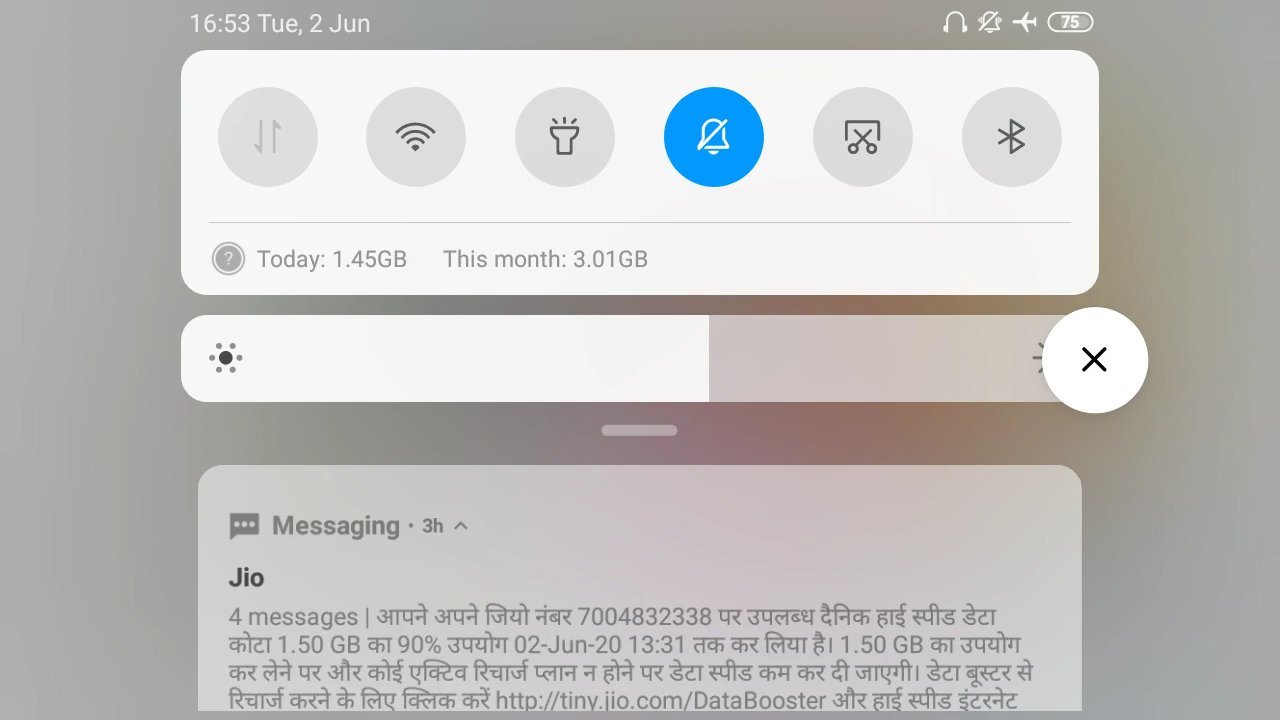 16:53 Tue, 2 Jun
75
Today: 1.45GB This month: 3.01GB
Messaging · 3h
Jio
4 messages | आपने अपने जियो नंबर 7004832338 पर उपलब्ध दैनिक हाई स्पीड डेटा
कोटा 1.50 GB का 90% उपयोग 02-Jun-20 13:31 तक कर लिया है। 1.50 GB का उपयोग
कर लेने पर और कोई एक्टिव रिचार्ज प्लान न होने पर डेटा स्पीड कम कर दी जाएगी। डेटा बूस्टर से
रिचार्ज करने के लिए क्लिक करें http://tiny.jio.com/DataBooster और हाई स्पीड इंटरनेट